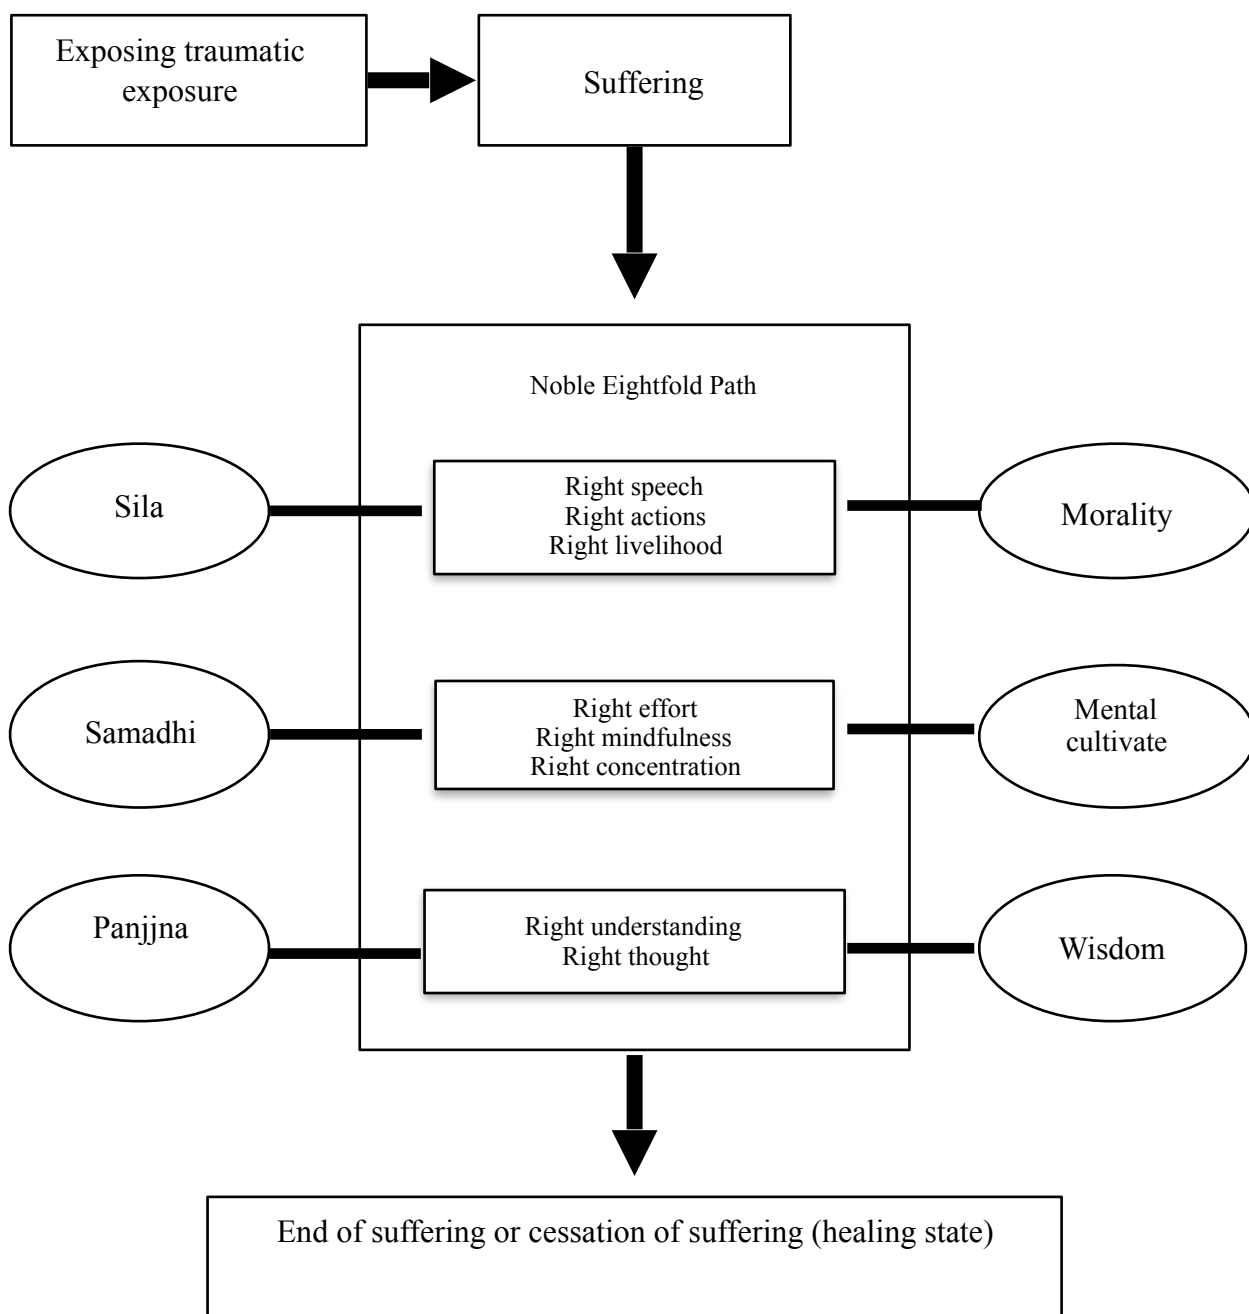 Exposing traumatic
exposure
Suffering
Noble Eightfold Path
Sila
Right speech
Right actions
Right livelihood
Morality
Samadhi
Right effort
Right mindfulness
Right concentration
Mental
cultivate
Panjjna
Right understanding
Right thought
Wisdom
End of suffering or cessation of suffering (healing state)